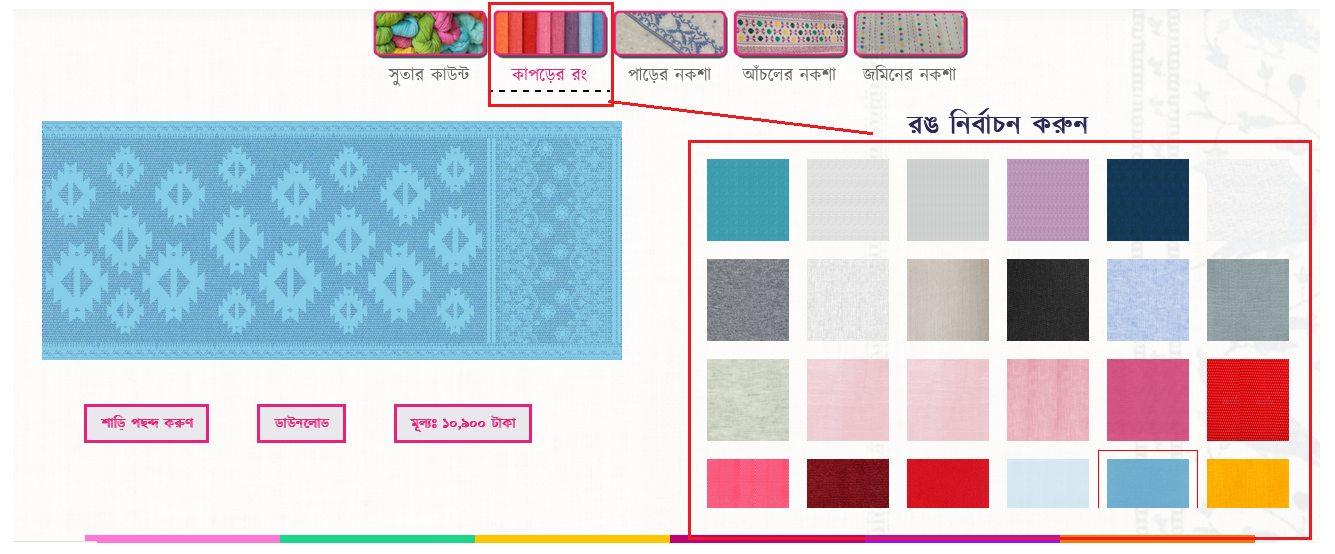 সুতার কাউন্ট কাপড়ের রং পাড়ের নকশা আঁচলের নকশা জমিনের নকশা
রঙ নির্বাচন করুন
শাড়ি পছন্দ করুণ ডাউনলোড মূল্যঃ ১০,৯০০ টাকা